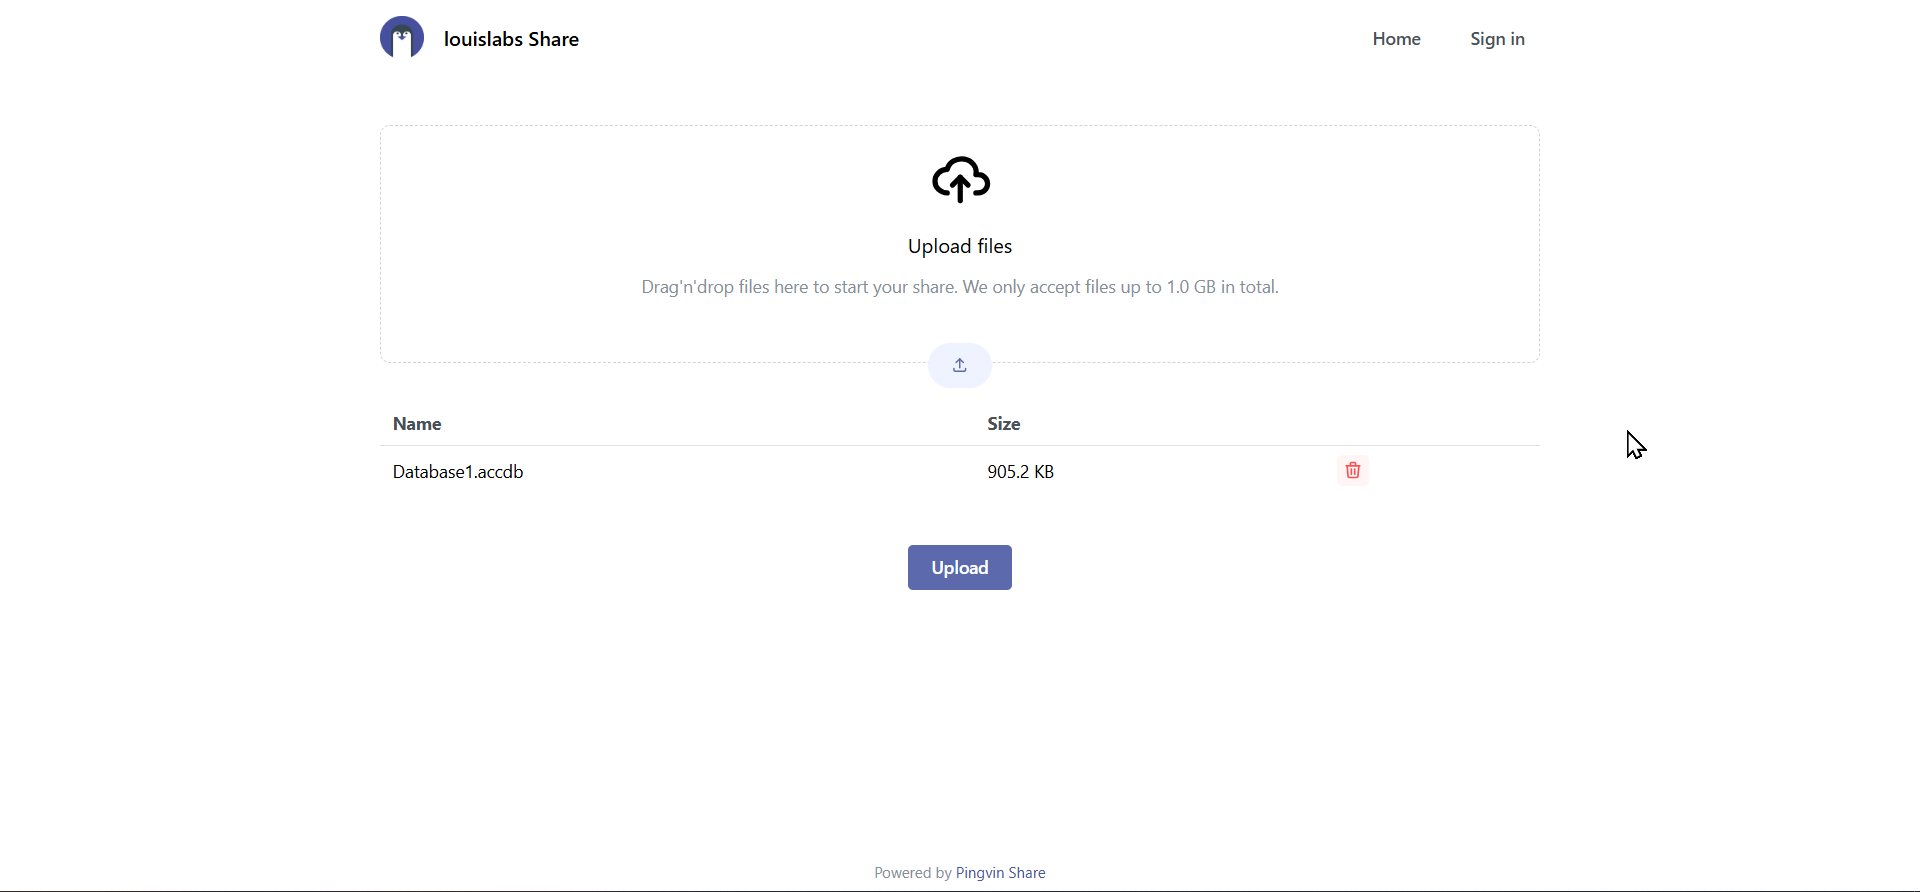 louislabs Share
Home
Sign in
Upload files
Drag'n'drop files here to start your share. We only accept files up to 1.0 GB in total.
Name Size
Database1.accdb 905.2 KB
Upload
Powered by Pingvin Share